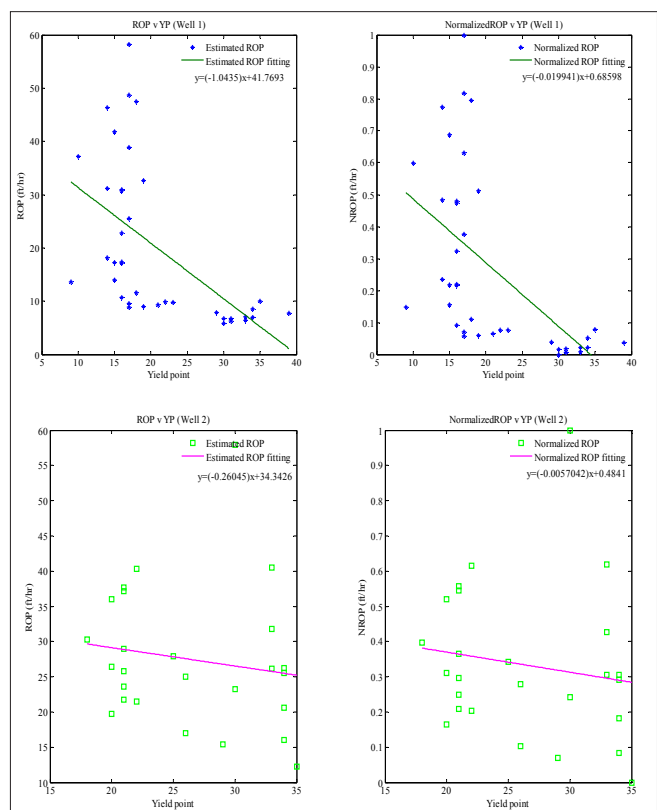 ROP v YP (Well 1)
60
50
40
30
20
10
0
ROP (ft/hr)
Estimated ROP
Estimated ROP fitting
y=(-1.0435)x+41.7693
5 10 15 20 25 30 35 40
Yield point
NormalizedROP v YP (Well 1)
1
0.9
0.8
0.7
0.6
0.5
0.4
0.3
0.2
0.1
0
NROP (ft/hr)
Normalized ROP
Normalized ROP fitting
y=(-0.019941)x+0.68598
5 10 15 20 25 30 35 40
Yield point
ROP v YP (Well 2)
60
55
50
45
40
35
30
25
20
15
10
ROP (ft/hr)
Estimated ROP
Estimated ROP fitting
y=(-0.26045)x+34.3426
20 25 30 35
Yield point
NormalizedROP v YP (Well 2)
1
0.9
0.8
0.7
0.6
0.5
0.4
0.3
0.2
0.1
0
NROP (ft/hr)
Normalized ROP
Normalized ROP fitting
y=(-0.0057042)x+0.4841
20 25 30 35
Yield point